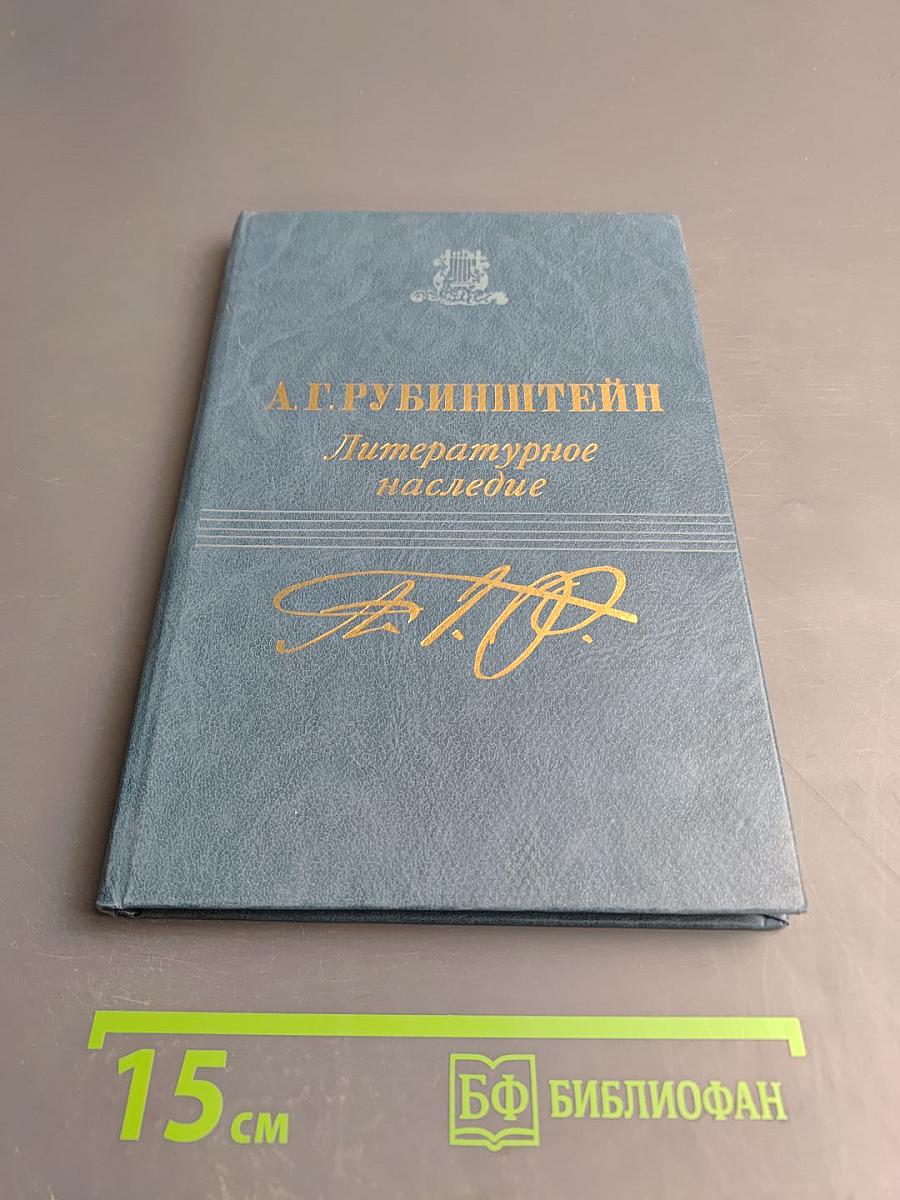 А.Г.РУБИНШТЕЙН
Литературное
наследие
А.Г.Р.
15 см
БФ БИБЛИОФАН